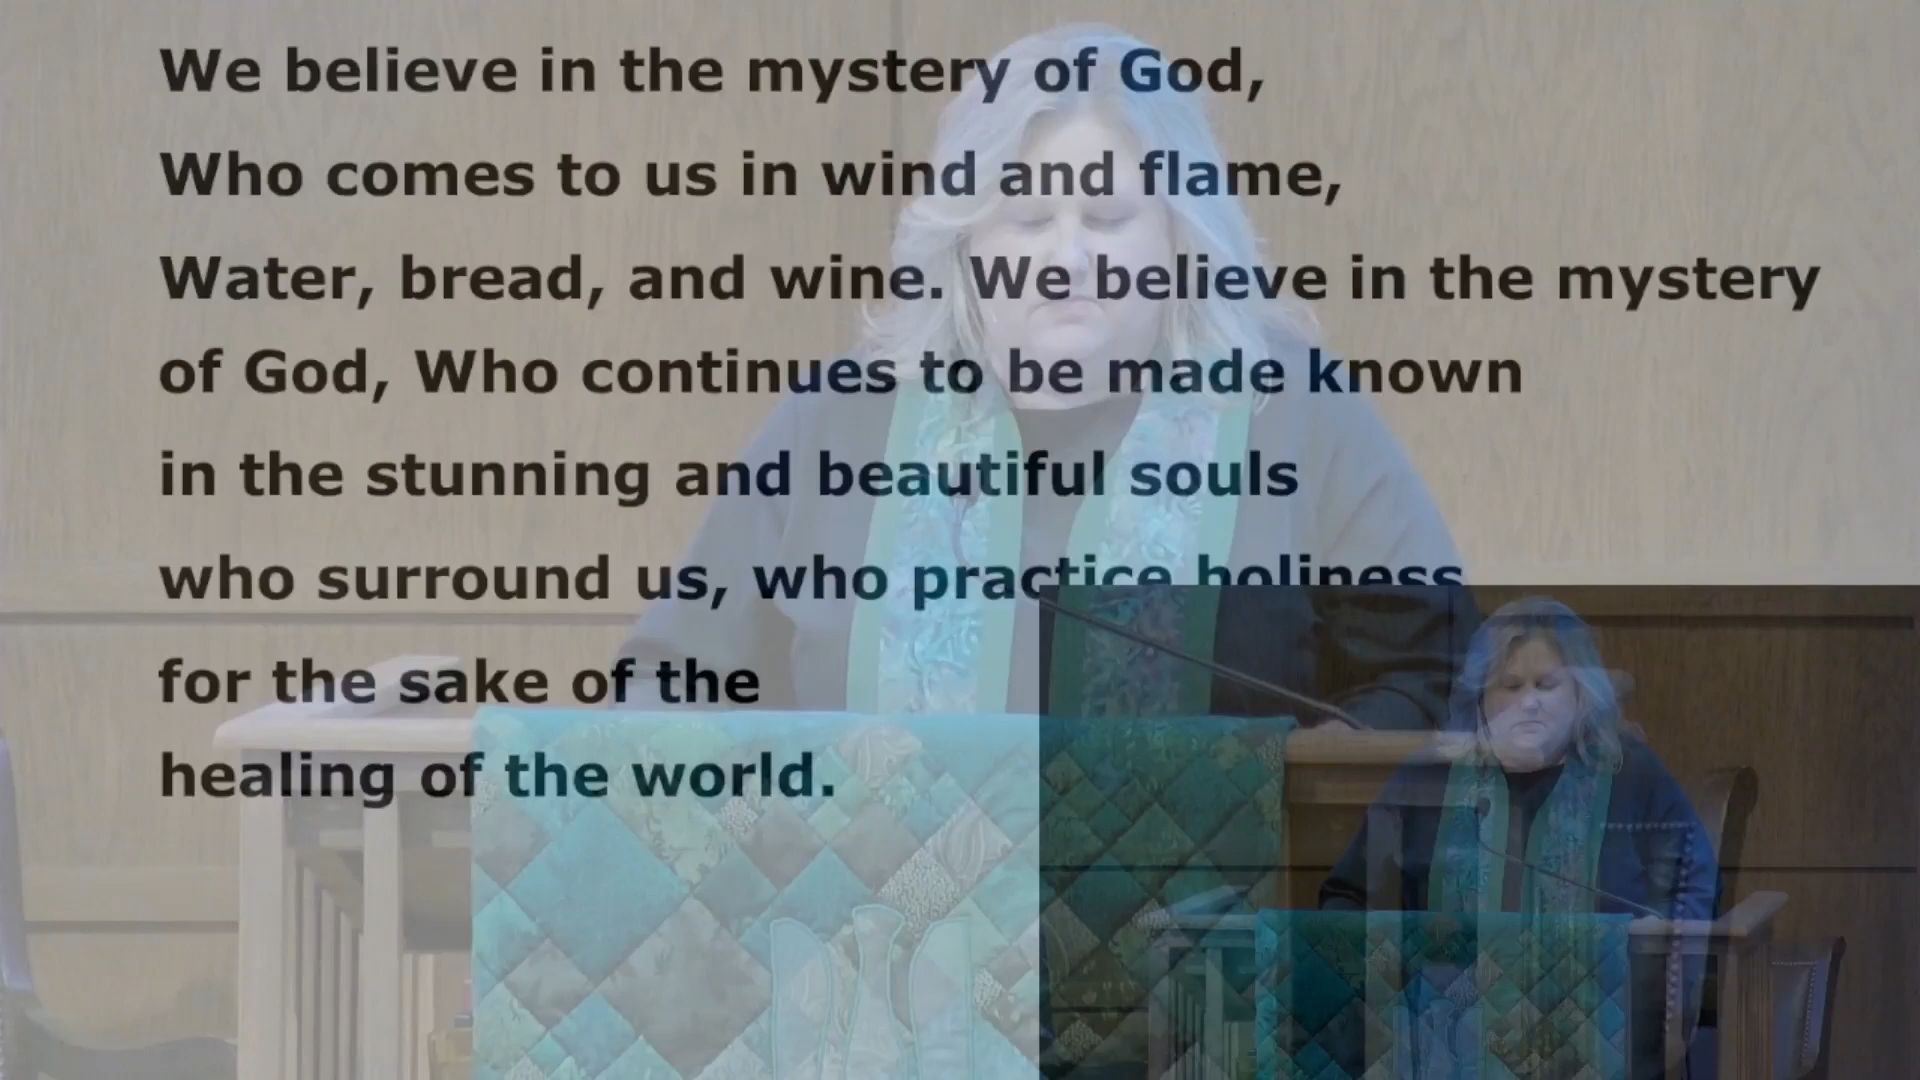 We believe in the mystery of God,
Who comes to us in wind and flame,
Water, bread, and wine. We believe in the mystery
of God, Who continues to be made known
in the stunning and beautiful souls
who surround us, who practice holiness
for the sake of the
healing of the world.